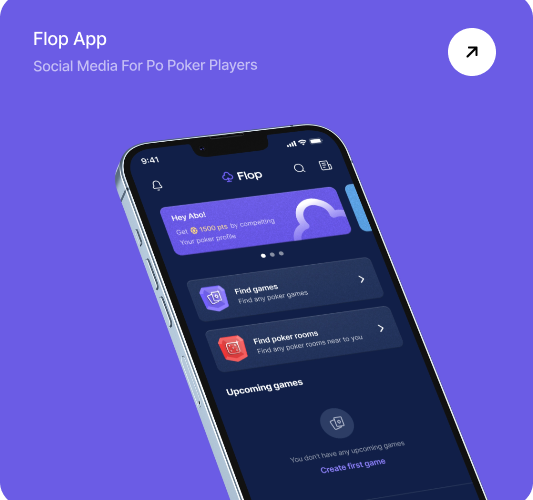 Flop App
Social Media For Po Poker Players
9:41
Flop
Hey Abo!
Get 1500 pts by compelting
Your poker profile
Find games
Find any poker games
Find poker rooms
Find any poker rooms near to you
Upcoming games
You don't have any upcoming games
Create first game